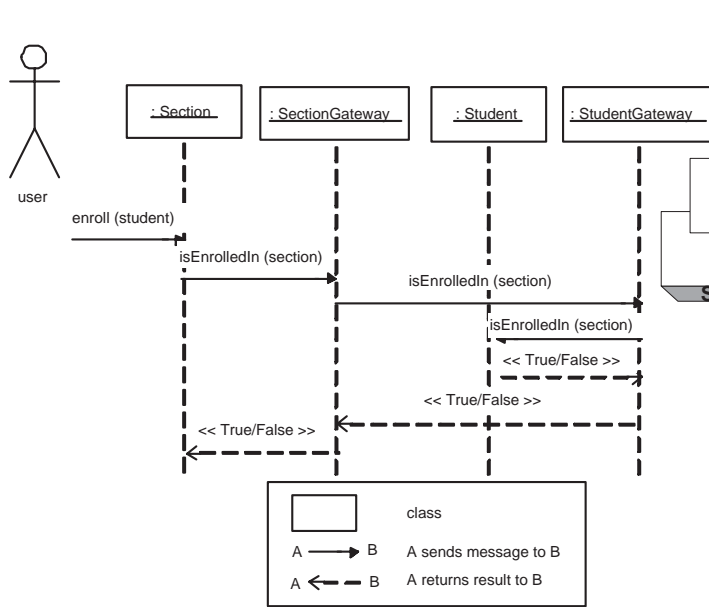 : Section
: SectionGateway
: Student
: StudentGateway
user
enroll (student)
isEnrolledIn (section)
isEnrolledIn (section)
isEnrolledIn (section)
<< True/False >>
<< True/False >>
<< True/False >>
class
A B A sends message to B
A B A returns result to B